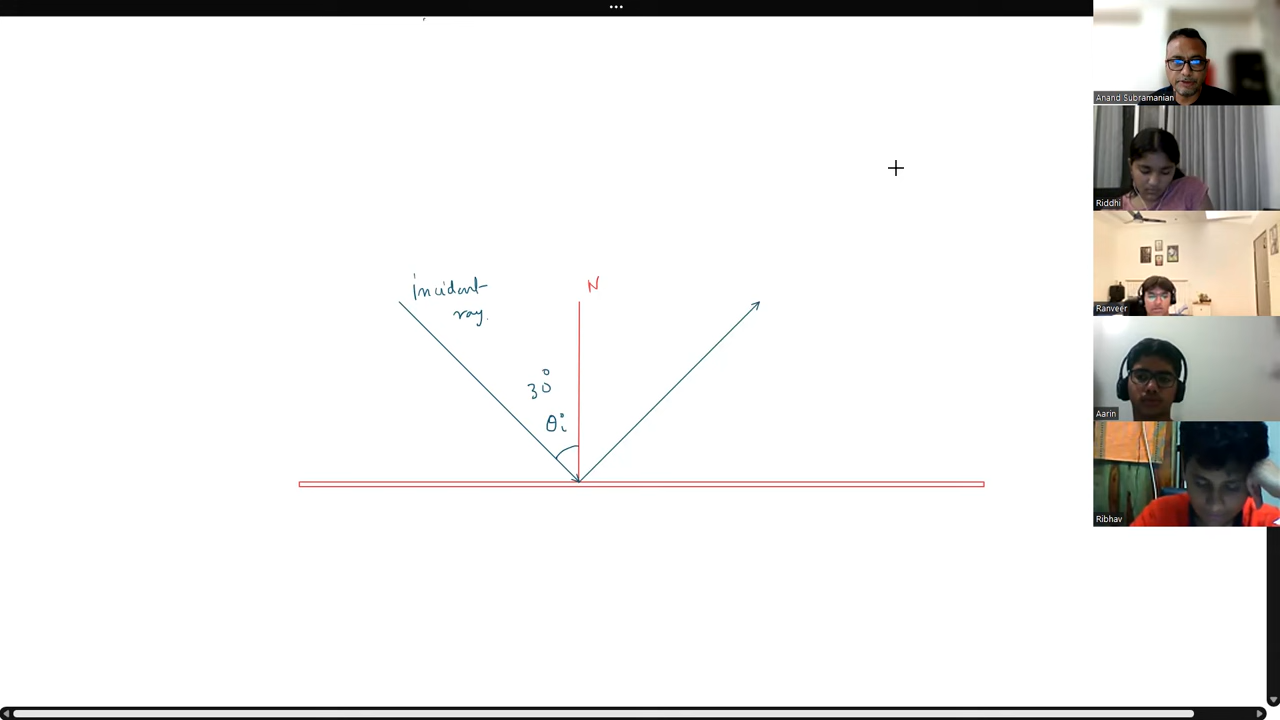 Anand Subramanian
Riddhi
incident
N
ray.
Ranveer
30°
Aarin
θi
Ribhav